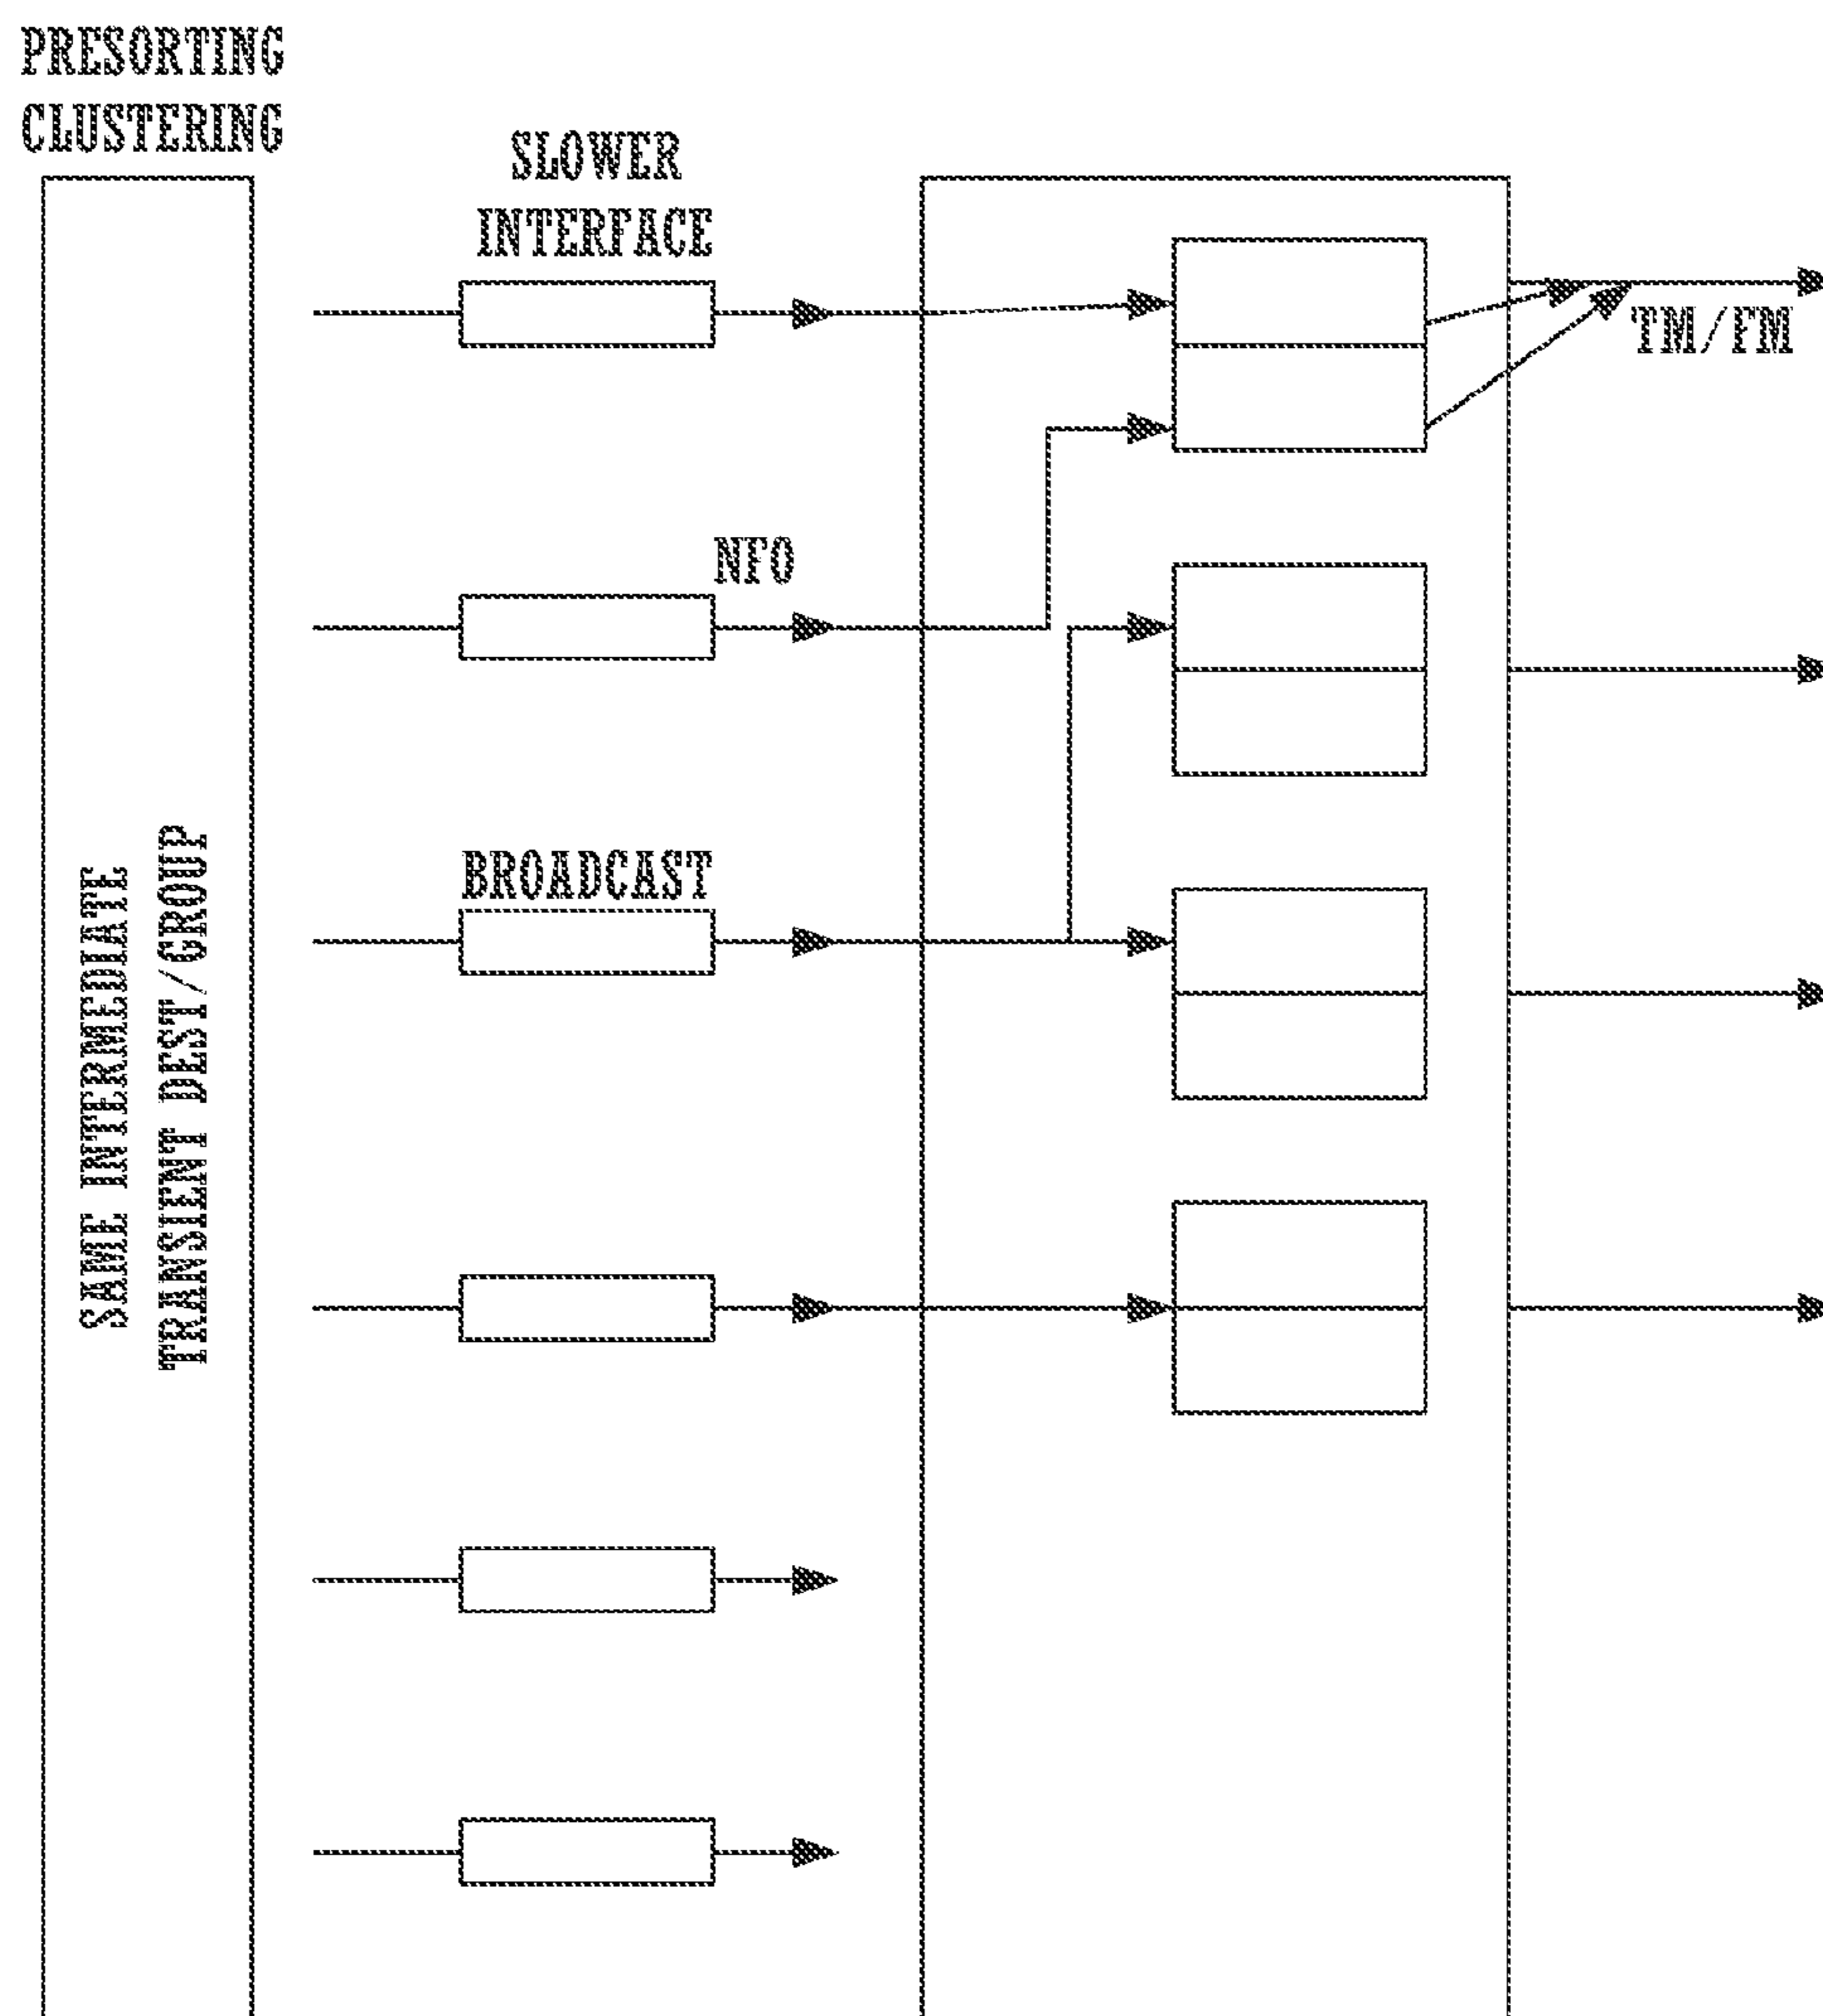 PRESORTING
CLUSTERING
SLOWER
INTERFACE
TM/FM
NFO
BROADCAST
SAME INTERMEDIATE
TRANSIENT DEST/GROUP